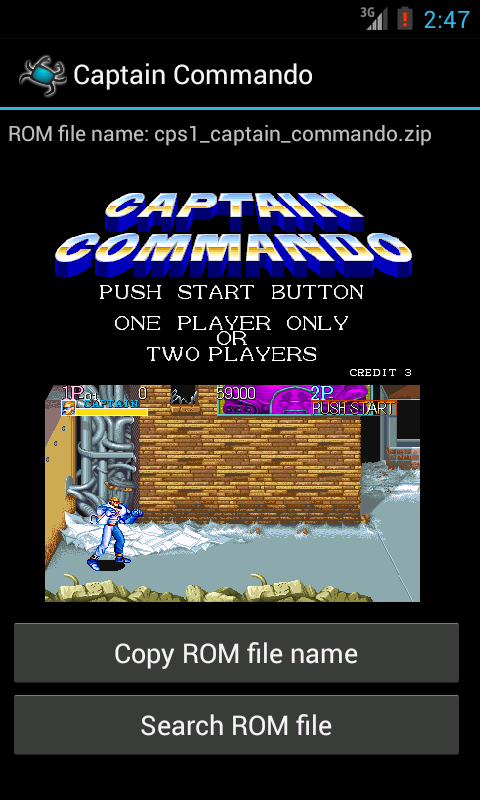 3G
2:47
Captain Commando
ROM file name: cps1_captain_commando.zip
CAPTAIN
COMMANDO
PUSH START BUTTON
ONE PLAYER ONLY
OR
TWO PLAYERS
CREDIT 3
1P 0 59000 2P
CAPTAIN PUSH START
Copy ROM file name
Search ROM file